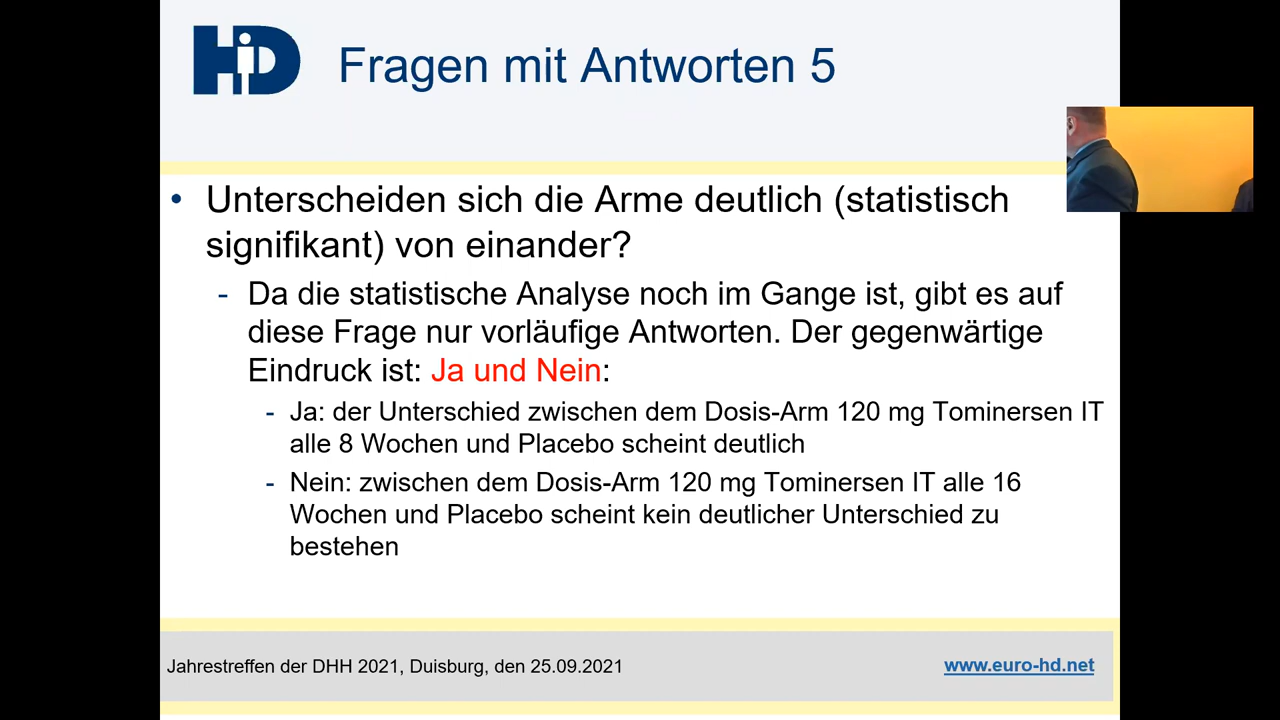 HD
Fragen mit Antworten 5
• Unterscheiden sich die Arme deutlich (statistisch
signifikant) von einander?
- Da die statistische Analyse noch im Gange ist, gibt es auf
diese Frage nur vorläufige Antworten. Der gegenwärtige
Eindruck ist: Ja und Nein:
- Ja: der Unterschied zwischen dem Dosis-Arm 120 mg Tominersen IT
alle 8 Wochen und Placebo scheint deutlich
- Nein: zwischen dem Dosis-Arm 120 mg Tominersen IT alle 16
Wochen und Placebo scheint kein deutlicher Unterschied zu
bestehen
Jahrestreffen der DHH 2021, Duisburg, den 25.09.2021
www.euro-hd.net